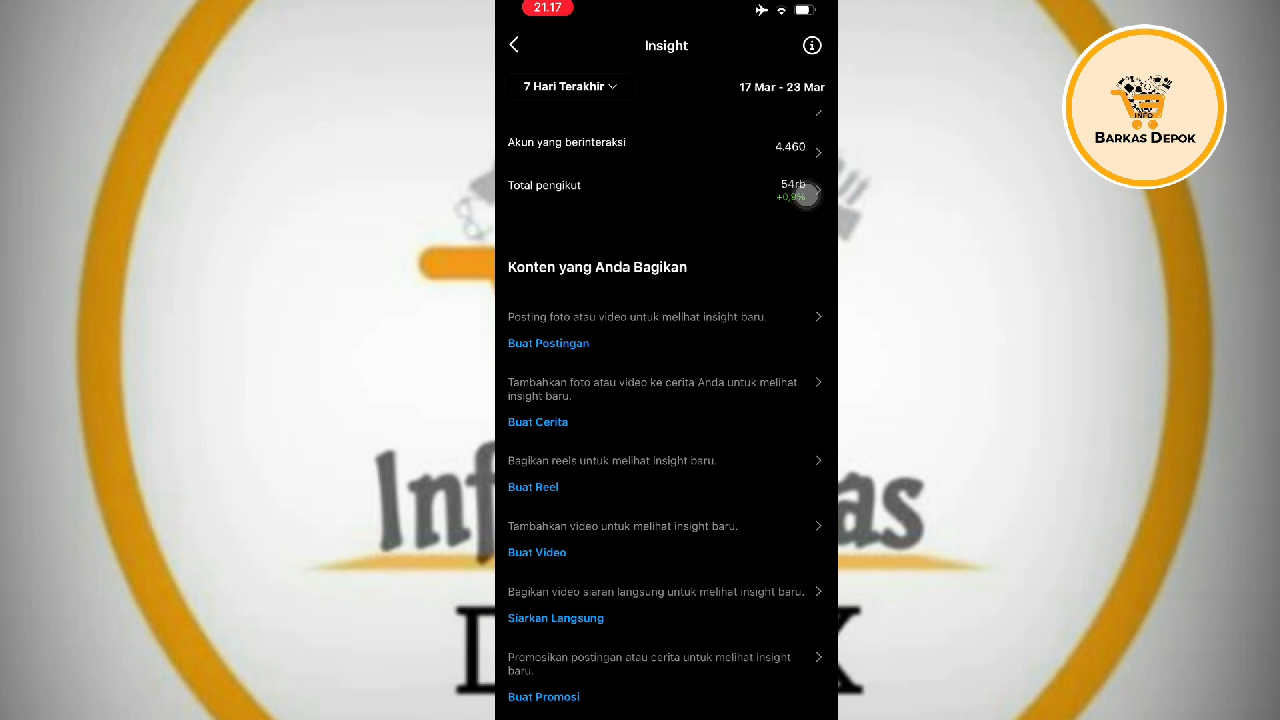 21.17
Insight
7 Hari Terakhir
17 Mar - 23 Mar
Akun yang berinteraksi
4.460
Total pengikut
54rb
+0,9%
Konten yang Anda Bagikan
Posting foto atau video untuk melihat insight baru.
Buat Postingan
Tambahkan foto atau video ke cerita Anda untuk melihat
insight baru.
Buat Cerita
Bagikan reels untuk melihat insight baru.
Buat Reel
Tambahkan video untuk melihat insight baru.
Buat Video
Bagikan video siaran langsung untuk melihat insight baru.
Siarkan Langsung
Promosikan postingan atau cerita untuk melihat insight
baru.
Buat Promosi
INFO
BARKAS DEPOK